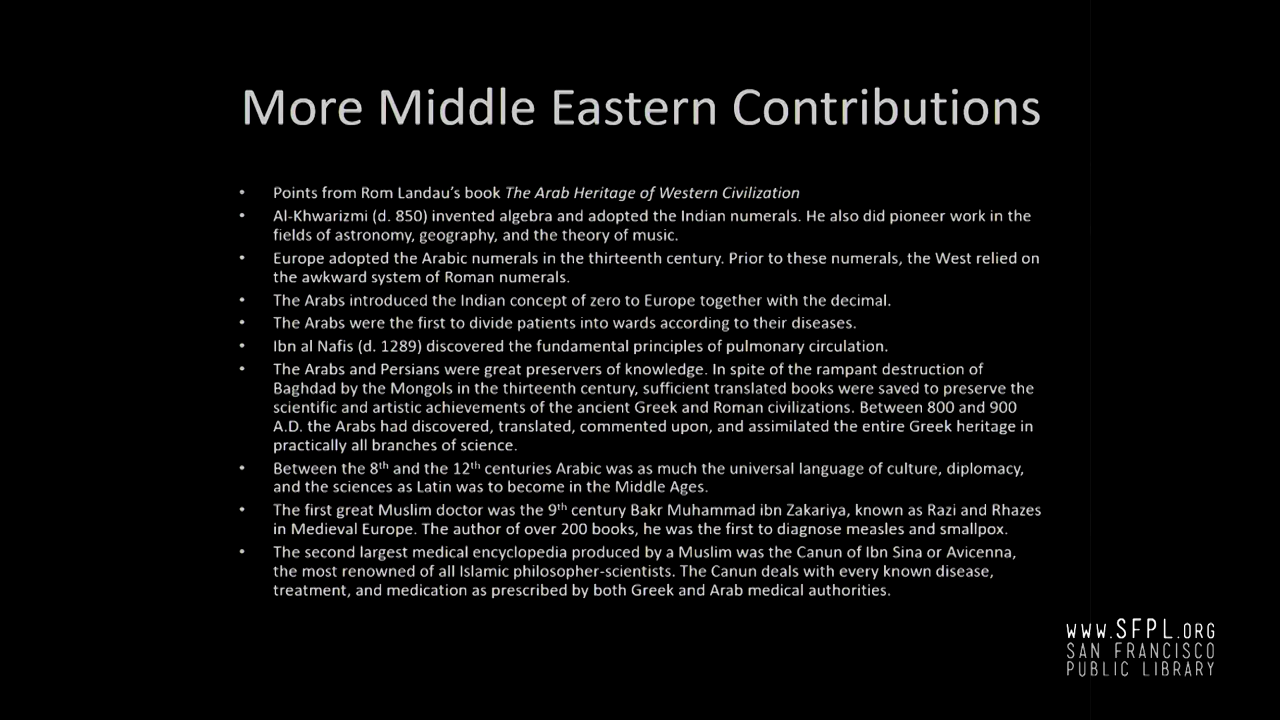 More Middle Eastern Contributions
• Points from Rom Landau's book The Arab Heritage of Western Civilization
• Al-Khwarizmi (d. 850) invented algebra and adopted the Indian numerals. He also did pioneer work in the
fields of astronomy, geography, and the theory of music.
• Europe adopted the Arabic numerals in the thirteenth century. Prior to these numerals, the West relied on
the awkward system of Roman numerals.
• The Arabs introduced the Indian concept of zero to Europe together with the decimal.
• The Arabs were the first to divide patients into wards according to their diseases.
• Ibn al Nafis (d. 1289) discovered the fundamental principles of pulmonary circulation.
• The Arabs and Persians were great preservers of knowledge. In spite of the rampant destruction of
Baghdad by the Mongols in the thirteenth century, sufficient translated books were saved to preserve the
scientific and artistic achievements of the ancient Greek and Roman civilizations. Between 800 and 900
A.D. the Arabs had discovered, translated, commented upon, and assimilated the entire Greek heritage in
practically all branches of science.
• Between the 8th and the 12th centuries Arabic was as much the universal language of culture, diplomacy,
and the sciences as Latin was to become in the Middle Ages.
• The first great Muslim doctor was the 9th century Bakr Muhammad ibn Zakariya, known as Razi and Rhazes
in Medieval Europe. The author of over 200 books, he was the first to diagnose measles and smallpox.
• The second largest medical encyclopedia produced by a Muslim was the Canun of Ibn Sina or Avicenna,
the most renowned of all Islamic philosopher-scientists. The Canun deals with every known disease,
treatment, and medication as prescribed by both Greek and Arab medical authorities.
WWW.SFPL.ORG
SAN FRANCISCO
PUBLIC LIBRARY